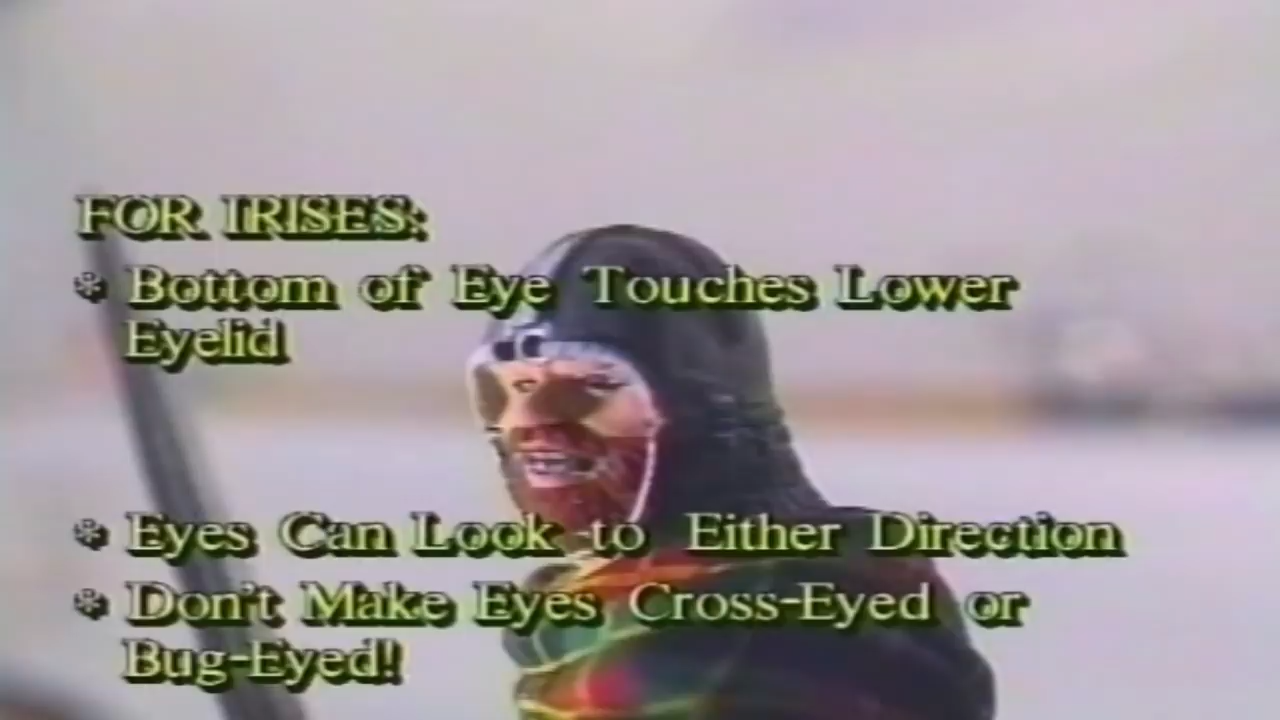 FOR IRISES:
* Bottom of Eye Touches Lower
Eyelid
* Eyes Can Look to Either Direction
* Don't Make Eyes Cross-Eyed or
Bug-Eyed!